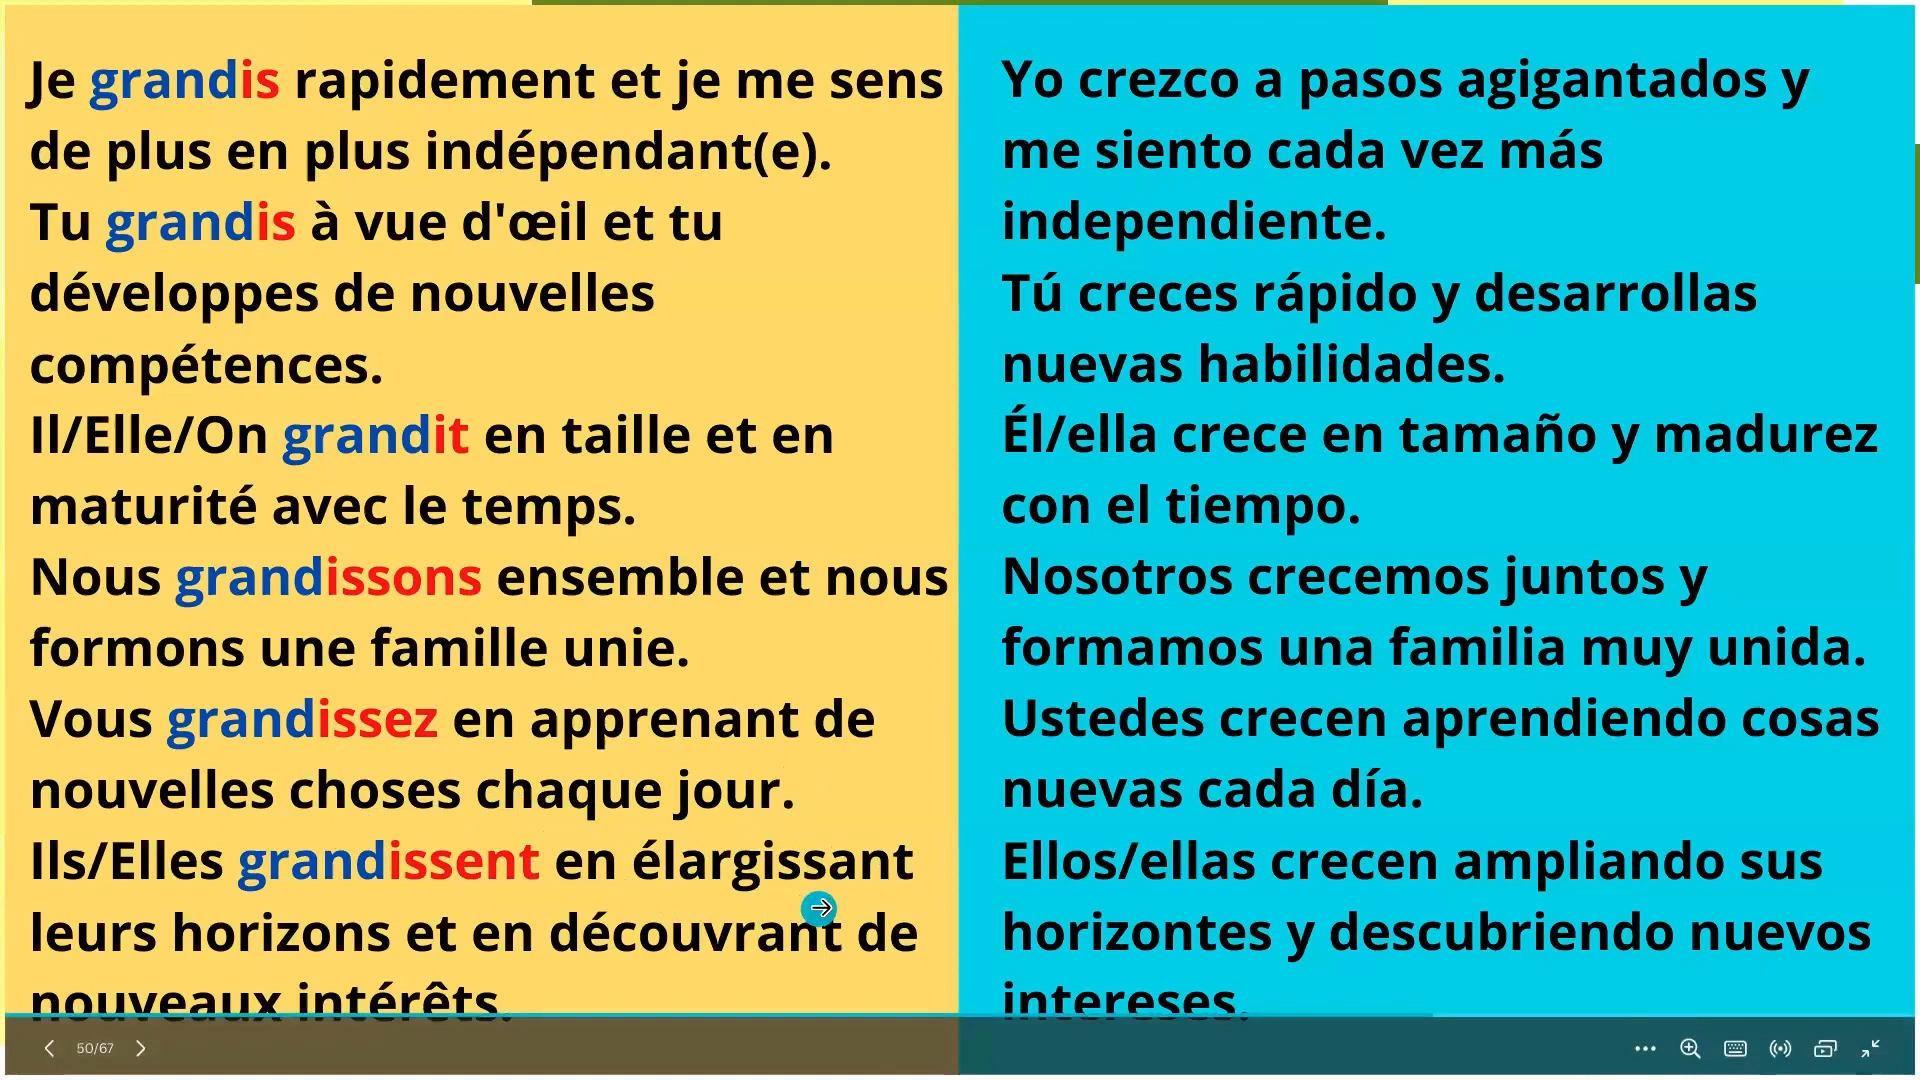 Je grandis rapidement et je me sens
de plus en plus indépendant(e).
Tu grandis à vue d'œil et tu
développes de nouvelles
compétences.
Il/Elle/On grandit en taille et en
maturité avec le temps.
Nous grandissons ensemble et nous
formons une famille unie.
Vous grandissez en apprenant de
nouvelles choses chaque jour.
Ils/Elles grandissent en élargissant
leurs horizons et en découvrant de
nouveaux intérêts.
Yo crezco a pasos agigantados y
me siento cada vez más
independiente.
Tú creces rápido y desarrollas
nuevas habilidades.
Él/ella crece en tamaño y madurez
con el tiempo.
Nosotros crecemos juntos y
formamos una familia muy unida.
Ustedes crecen aprendiendo cosas
nuevas cada día.
Ellos/ellas crecen ampliando sus
horizontes y descubriendo nuevos
intereses.
50/67